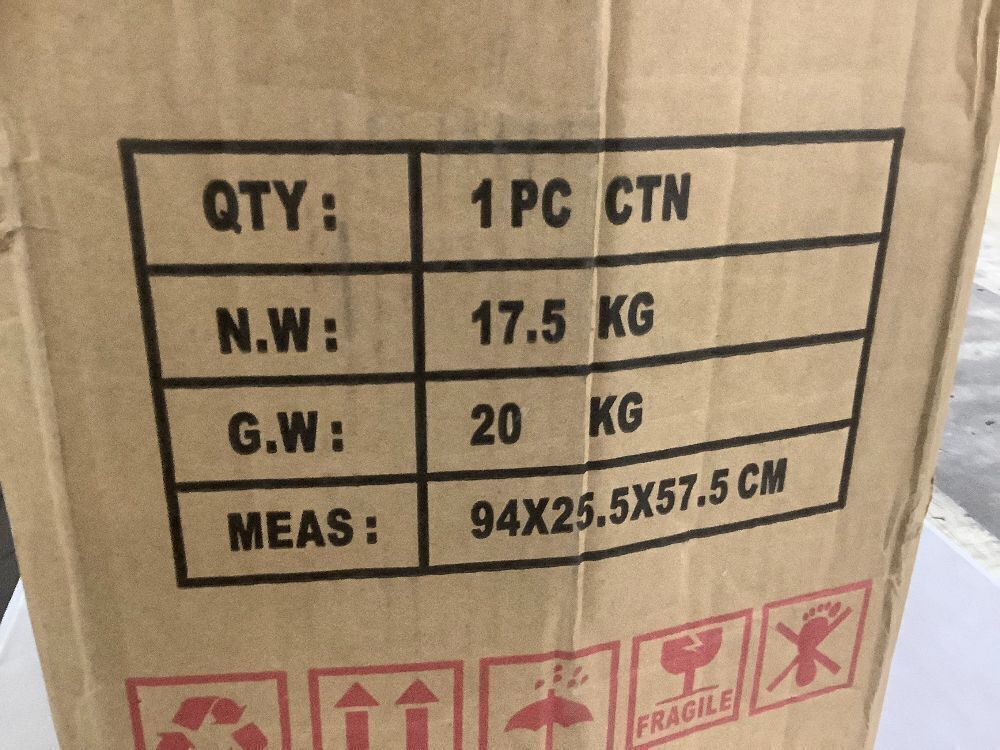 QTY : 1 PC CTN
N.W : 17.5 KG
G.W : 20 KG
MEAS : 94X25.5X57.5 CM
FRAGILE